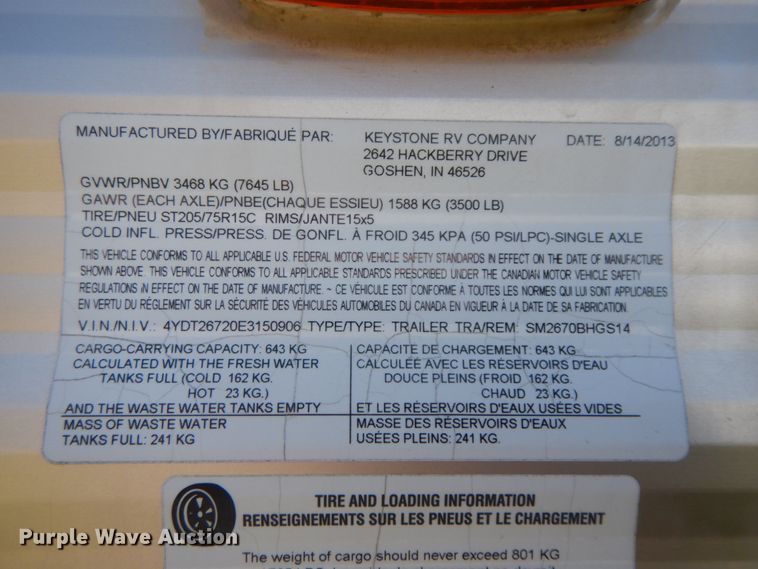 MANUFACTURED BY/FABRIQUÉ PAR: KEYSTONE RV COMPANY DATE: 8/14/2013
2642 HACKBERRY DRIVE
GOSHEN, IN 46526
GVWR/PNBV 3468 KG (7645 LB)
GAWR (EACH AXLE)/PNBE(CHAQUE ESSIEU) 1588 KG (3500 LB)
TIRE/PNEU ST205/75R15C RIMS/JANTE15x5
COLD INFL. PRESS/PRESS. DE GONFL. À FROID 345 KPA (50 PSI/LPC)-SINGLE AXLE
THIS VEHICLE CONFORMS TO ALL APPLICABLE U.S. FEDERAL MOTOR VEHICLE SAFETY STANDARDS IN EFFECT ON THE DATE OF MANUFACTURE
SHOWN ABOVE. THIS VEHICLE CONFORMS TO ALL APPLICABLE STANDARDS PRESCRIBED UNDER THE CANADIAN MOTOR VEHICLE SAFETY
REGULATIONS IN EFFECT ON THE DATE OF MANUFACTURE. ~ CE VÉHICULE EST CONFORME À TOUTES LES NORMES QUI LUI SONT APPLICABLES
EN VERTU DU RÉGLEMENT SUR LA SÉCURITÉ DES VÉHICULES AUTOMOBILES DU CANADA EN VIGUEUR À LA DATE DE SA FABRICATION.
V.I.N./N.I.V.: 4YDT26720E3150906 TYPE/TYPE: TRAILER TRA/REM: SM2670BHGS14
CARGO-CARRYING CAPACITY: 643 KG
CALCULATED WITH THE FRESH WATER
TANKS FULL (COLD 162 KG.
HOT 23 KG.)
AND THE WASTE WATER TANKS EMPTY
MASS OF WASTE WATER
TANKS FULL: 241 KG
CAPACITE DE CHARGEMENT: 643 KG
CALCULÉE AVEC LES RÉSERVOIRS D'EAU
DOUCE PLEINS (FROID 162 KG.
CHAUD 23 KG.)
ET LES RÉSERVOIRS D'EAUX USÉES VIDES
MASSE DES RÉSERVOIRS D'EAUX
USÉES PLEINS: 241 KG.
TIRE AND LOADING INFORMATION
RENSEIGNEMENTS SUR LES PNEUS ET LE CHARGEMENT
The weight of cargo should never exceed 801 KG
Purple Wave Auction